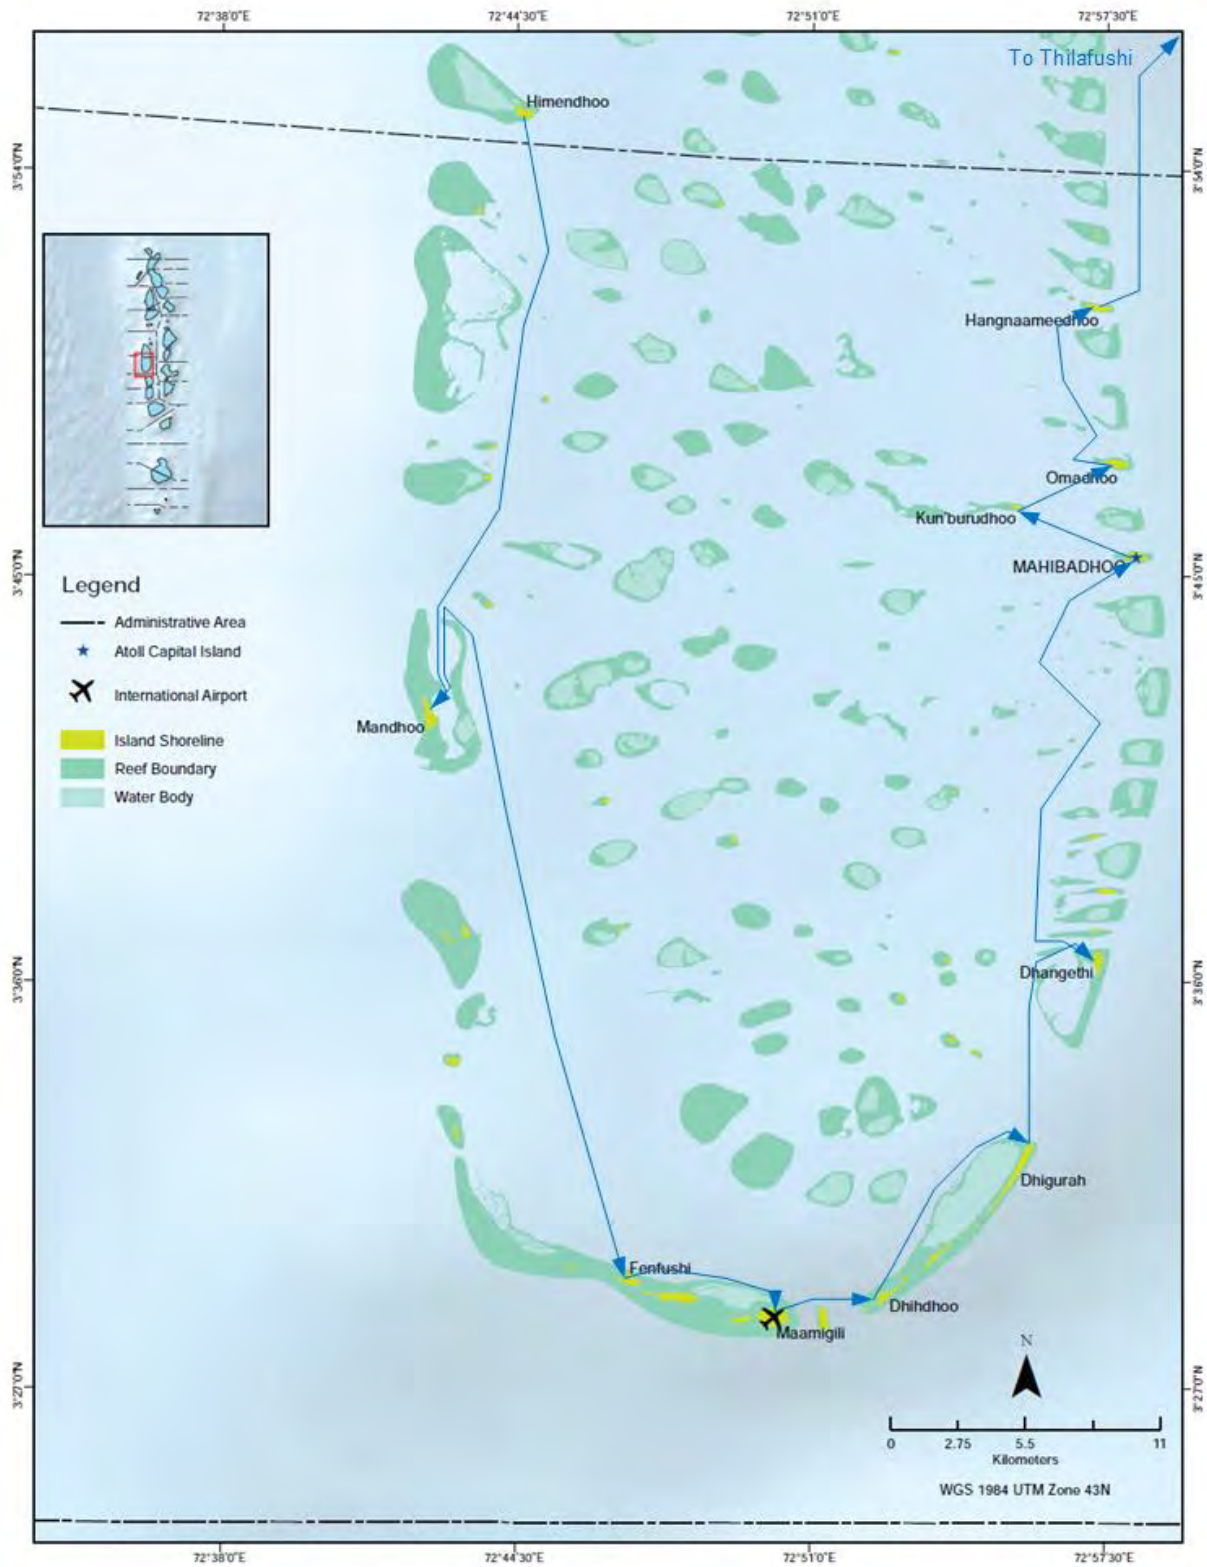 72°38'0"E
72°44'30"E
72°51'0"E
72°57'30"E
To Thilafushi
Himendhoo
3°54'0"N
3°54'0"N
Hangnaameedhoo
Omadhoo
Kun'burudhoo
MAHIBADHOO
3°45'0"N
3°45'0"N
Legend
Administrative Area
Atoll Capital Island
International Airport
Island Shoreline
Reef Boundary
Water Body
Mandhoo
Dhangethi
3°36'0"N
3°36'0"N
Dhigurah
Fenfushi
Dhihdhoo
Maamigili
N
3°27'0"N
3°27'0"N
0 2.75 5.5 11
Kilometers
WGS 1984 UTM Zone 43N
72°38'0"E
72°44'30"E
72°51'0"E
72°57'30"E